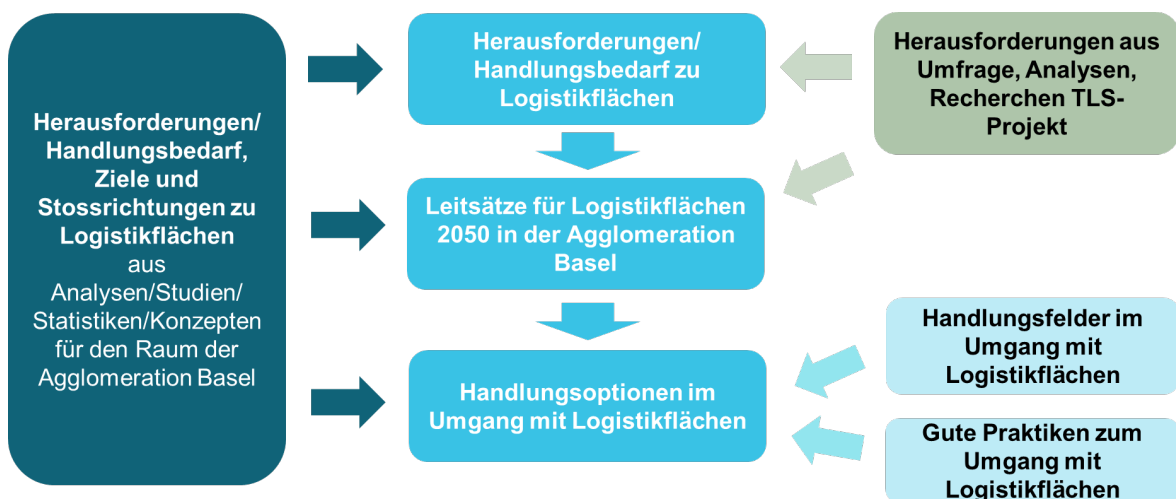 Herausforderungen/
Handlungsbedarf,
Ziele und
Stossrichtungen zu
Logistikflächen
aus
Analysen/Studien/
Statistiken/Konzepten
für den Raum der
Agglomeration Basel
Herausforderungen/
Handlungsbedarf zu
Logistikflächen
Leitsätze für Logistikflächen
2050 in der Agglomeration
Basel
Handlungsoptionen im
Umgang mit Logistikflächen
Herausforderungen aus
Umfrage, Analysen,
Recherchen TLS-
Projekt
Handlungsfelder im
Umgang mit
Logistikflächen
Gute Praktiken zum
Umgang mit
Logistikflächen